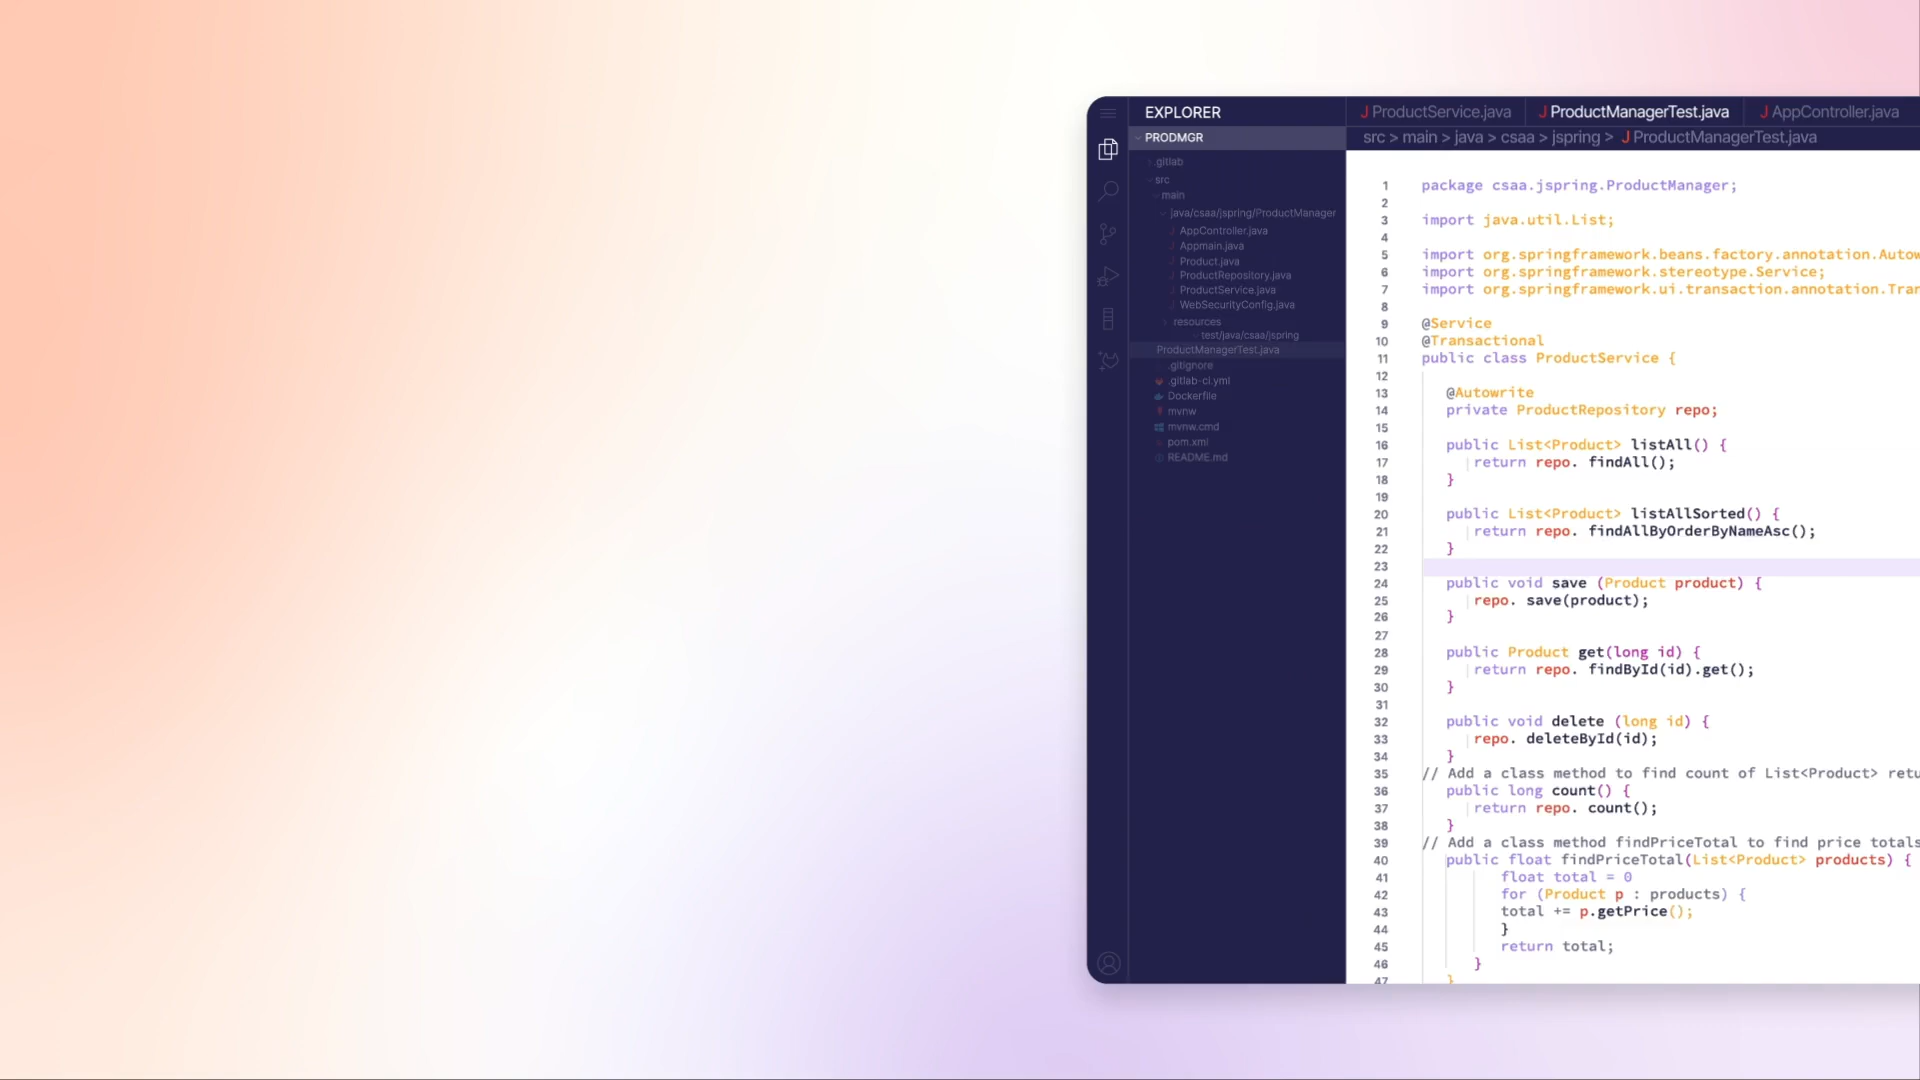 EXPLORER
PRODMGR
.gitlab
src
main
java/csaa/jspring/ProductManager
AppController.java
Appmain.java
Product.java
ProductRepository.java
ProductService.java
WebSecurityConfig.java
resources
test/java/csaa/jspring
ProductManagerTest.java
.gitignore
.gitlab-ci.yml
Dockerfile
mvnw
mvnw.cmd
pom.xml
README.md
J ProductService.java J ProductManagerTest.java J AppController.java
src > main > java > csaa > jspring > J ProductManagerTest.java
1 package csaa.jspring.ProductManager;
2
3 import java.util.List;
4
5 import org.springframework.beans.factory.annotation.Autow
6 import org.springframework.stereotype.Service;
7 import org.springframework.ui.transaction.annotation.Tran
8
9 @Service
10 @Transactional
11 public class ProductService {
12
13 @Autowrite
14 private ProductRepository repo;
15
16 public List<Product> listAll() {
17 return repo. findAll();
18 }
19
20 public List<Product> listAllSorted() {
21 return repo. findAllByOrderByNameAsc();
22 }
23
24 public void save (Product product) {
25 repo. save(product);
26 }
27
28 public Product get(long id) {
29 return repo. findById(id).get();
30 }
31
32 public void delete (long id) {
33 repo. deleteById(id);
34 }
35 // Add a class method to find count of List<Product> retu
36 public long count() {
37 return repo. count();
38 }
39 // Add a class method findPriceTotal to find price totals
40 public float findPriceTotal(List<Product> products) {
41 float total = 0
42 for (Product p : products) {
43 total += p.getPrice();
44 }
45 return total;
46 }
47 }